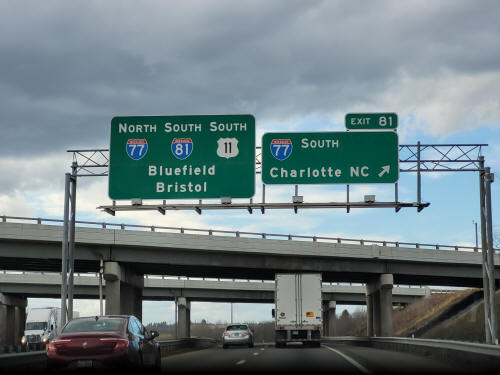 NORTH SOUTH SOUTH
77 81 11
Bluefield
Bristol
EXIT 81
77 SOUTH
Charlotte NC